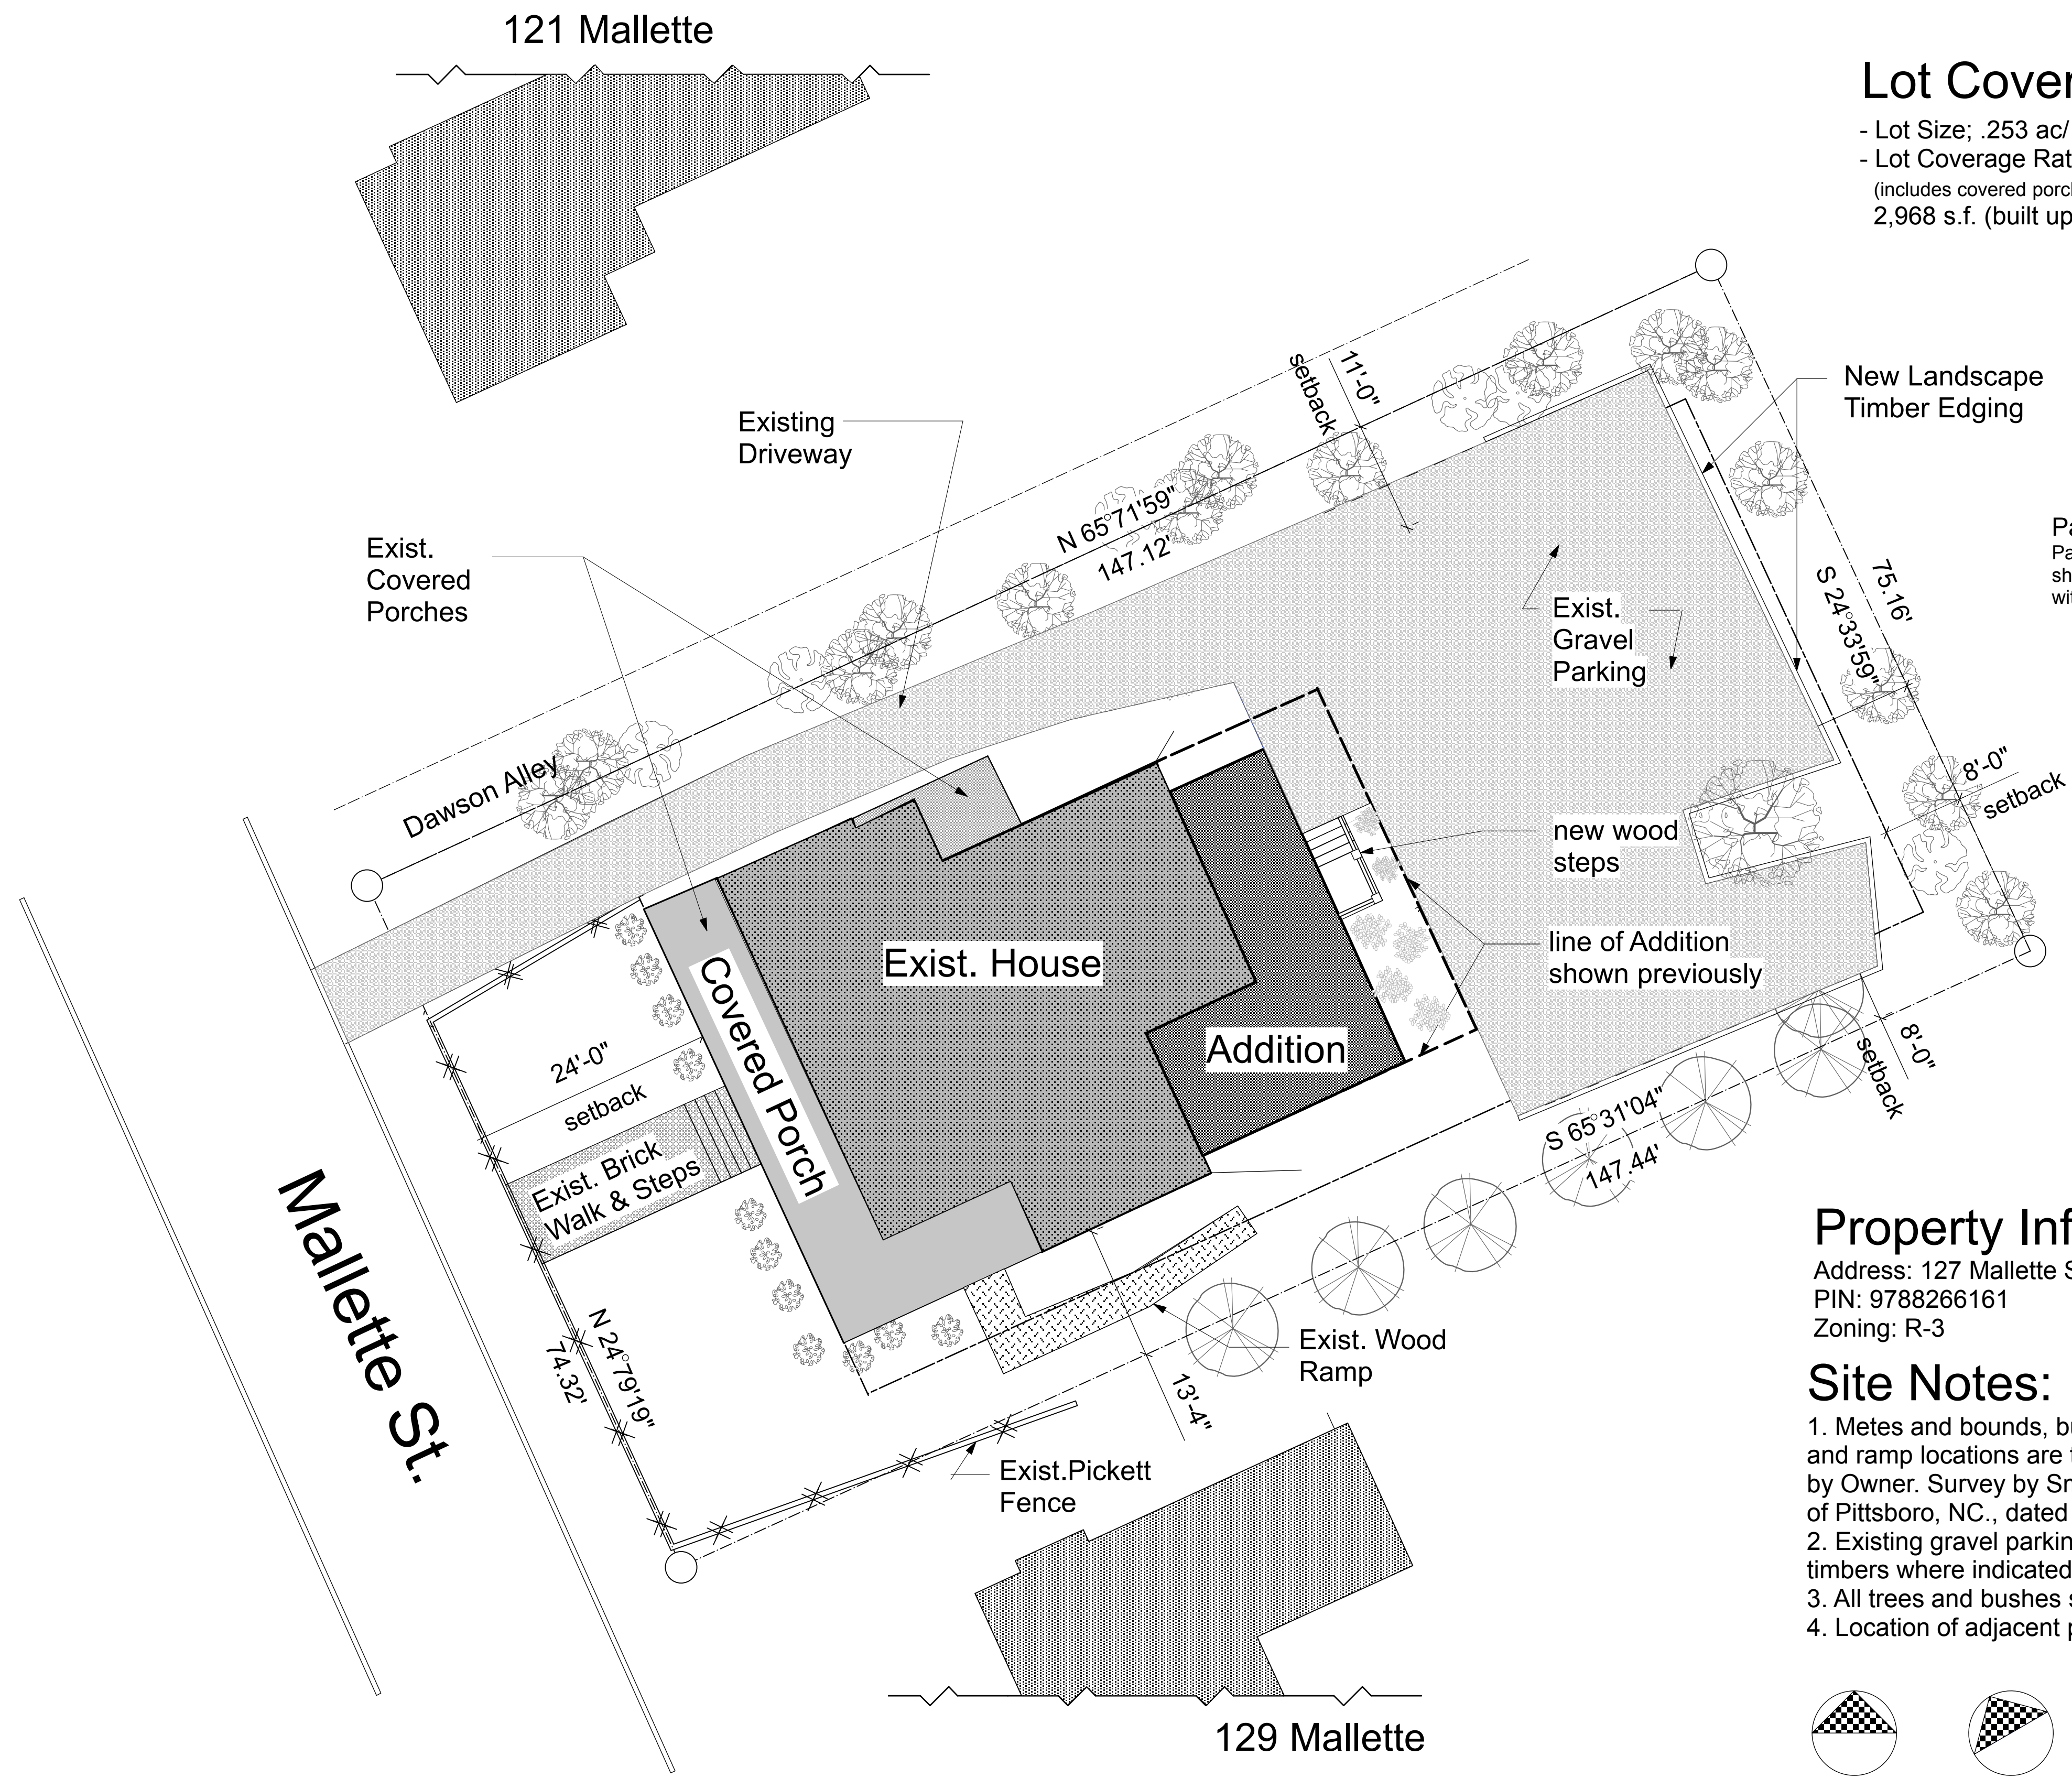 121 Mallette
Lot Cover
- Lot Size; .253 ac/
- Lot Coverage Rat
(includes covered porch
2,968 s.f. (built up
setback
11'-0"
New Landscape
Timber Edging
Existing
Driveway
N 65°71'59"
147.12'
Exist.
Covered
Porches
Pa
Pa
sh
wit
75.16'
S 24°33'59"
Exist.
Gravel
Parking
Dawson Alley
8'-0"
setback
new wood
steps
Exist. House
line of Addition
shown previously
Covered Porch
Addition
24'-0"
setback
8'-0"
setback
Exist. Brick
Walk & Steps
S 65°31'04"
147.44'
Mallette St.
Property Inf
Address: 127 Mallette S
PIN: 9788266161
Zoning: R-3
N 24°79'19"
74.32'
Exist. Wood
Ramp
13'-4"
Site Notes:
1. Metes and bounds, bu
and ramp locations are t
by Owner. Survey by Sm
of Pittsboro, NC., dated
2. Existing gravel parkin
timbers where indicated
3. All trees and bushes s
4. Location of adjacent p
Exist.Pickett
Fence
129 Mallette